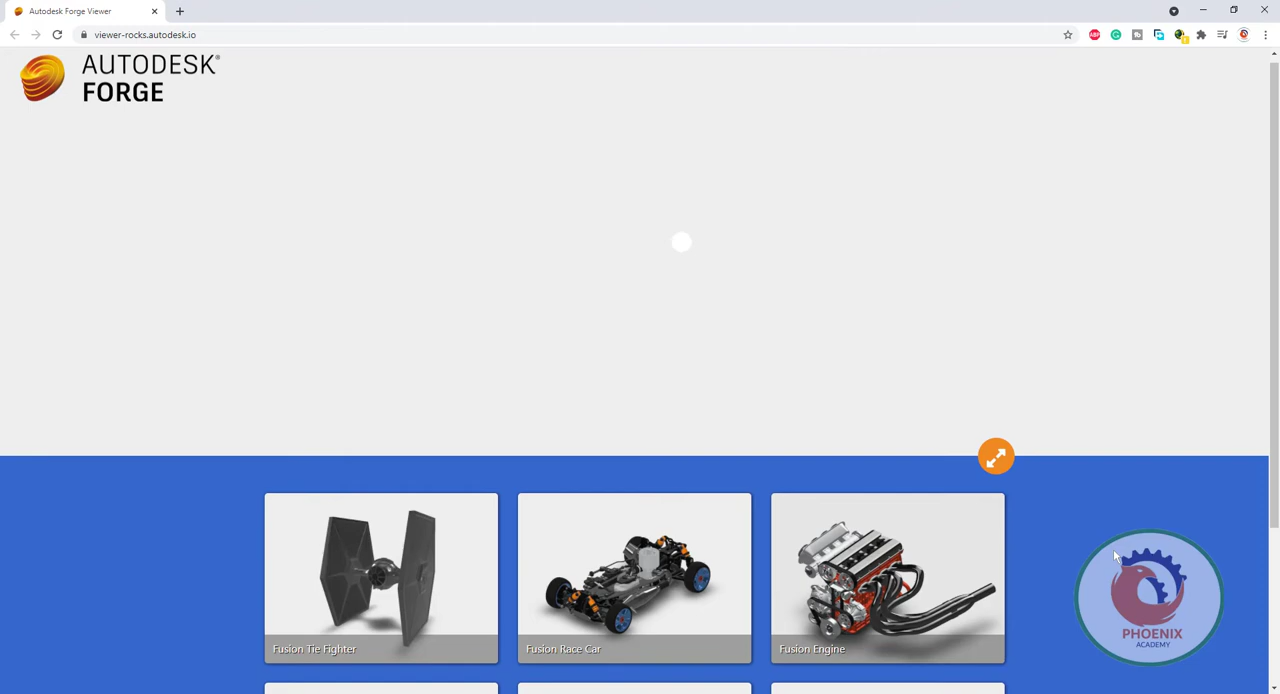 Autodesk Forge Viewer
viewer-rocks.autodesk.io
AUTODESK®
FORGE
Fusion Tie Fighter
Fusion Race Car
Fusion Engine
PHOENIX
ACADEMY